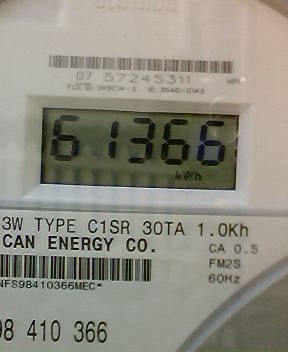 07 57245311
61366
kWh
3W TYPE C1SR 30TA 1.0Kh
CAN ENERGY CO.
CA 0.5
FM2S
60Hz
NFS98410366MEC*
98 410 366